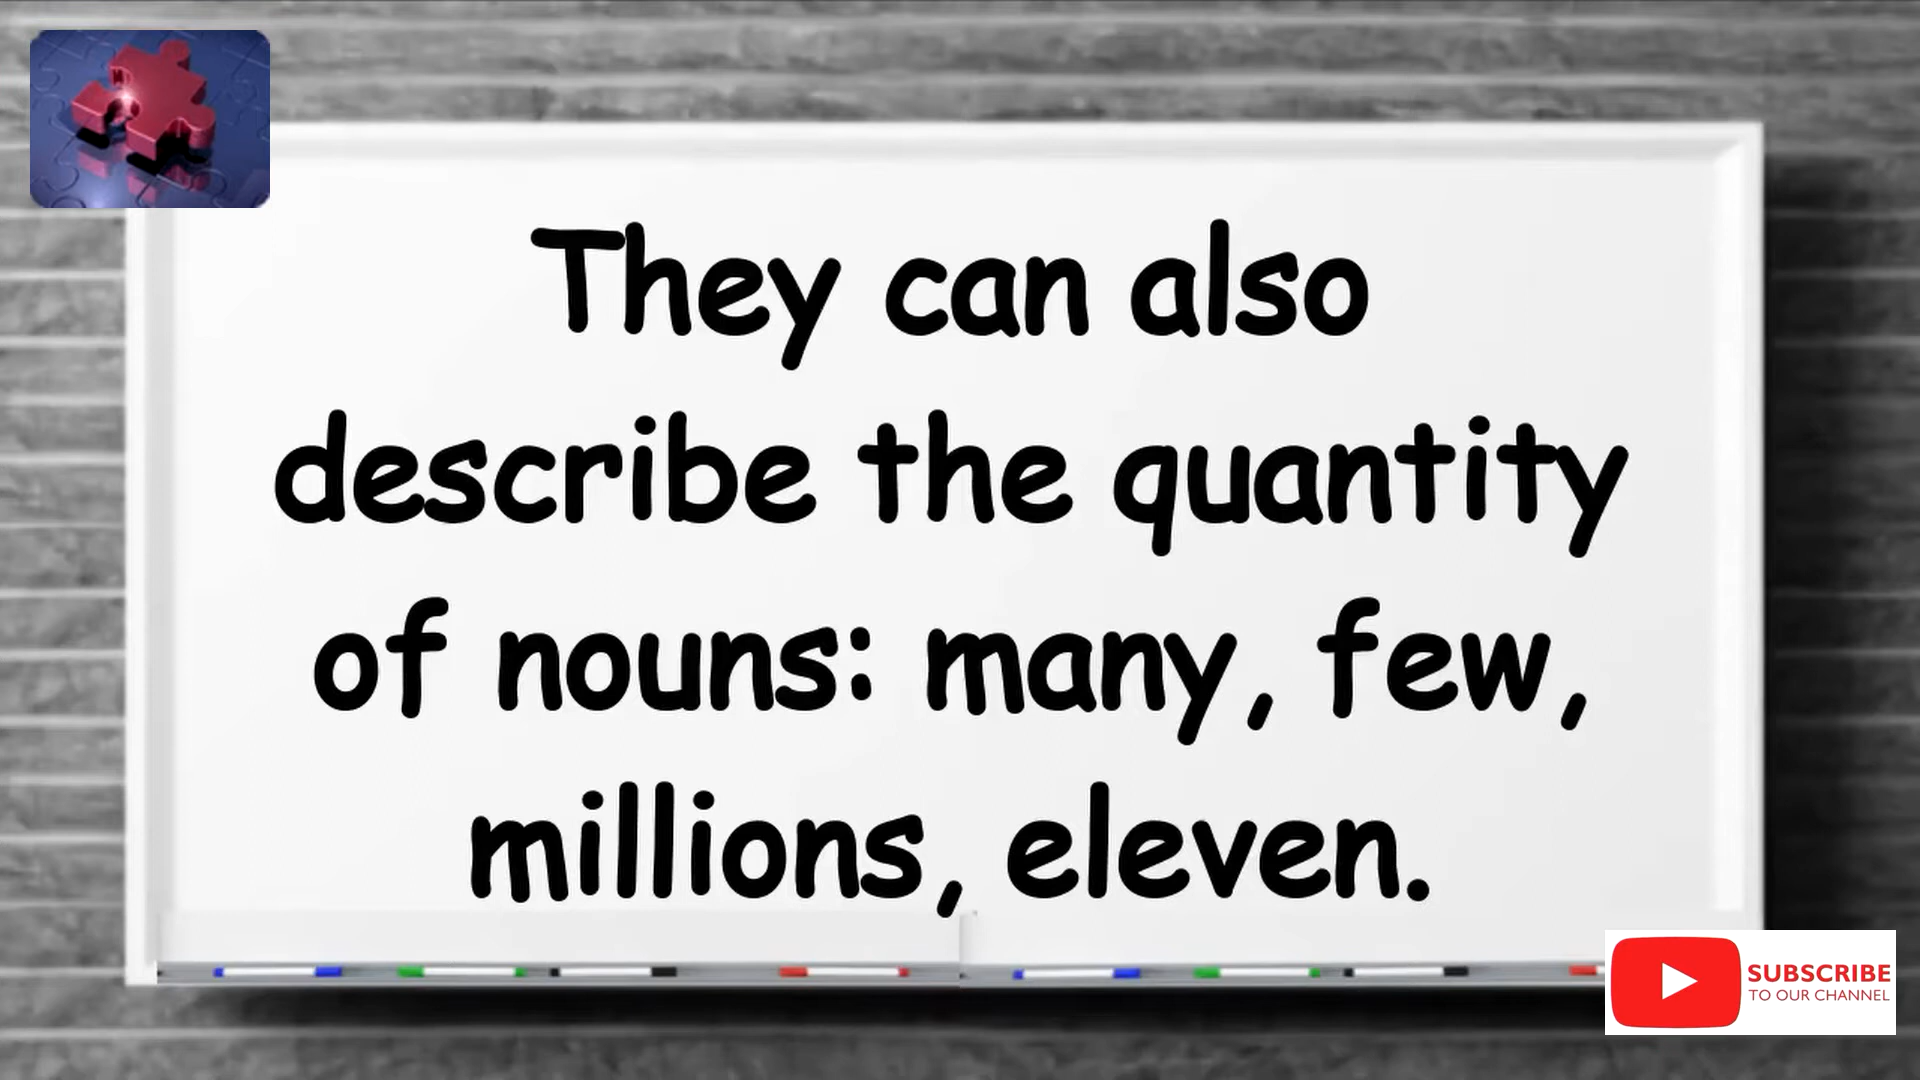 They can also
describe the quantity
of nouns: many, few,
millions, eleven.
SUBSCRIBE
TO OUR CHANNEL